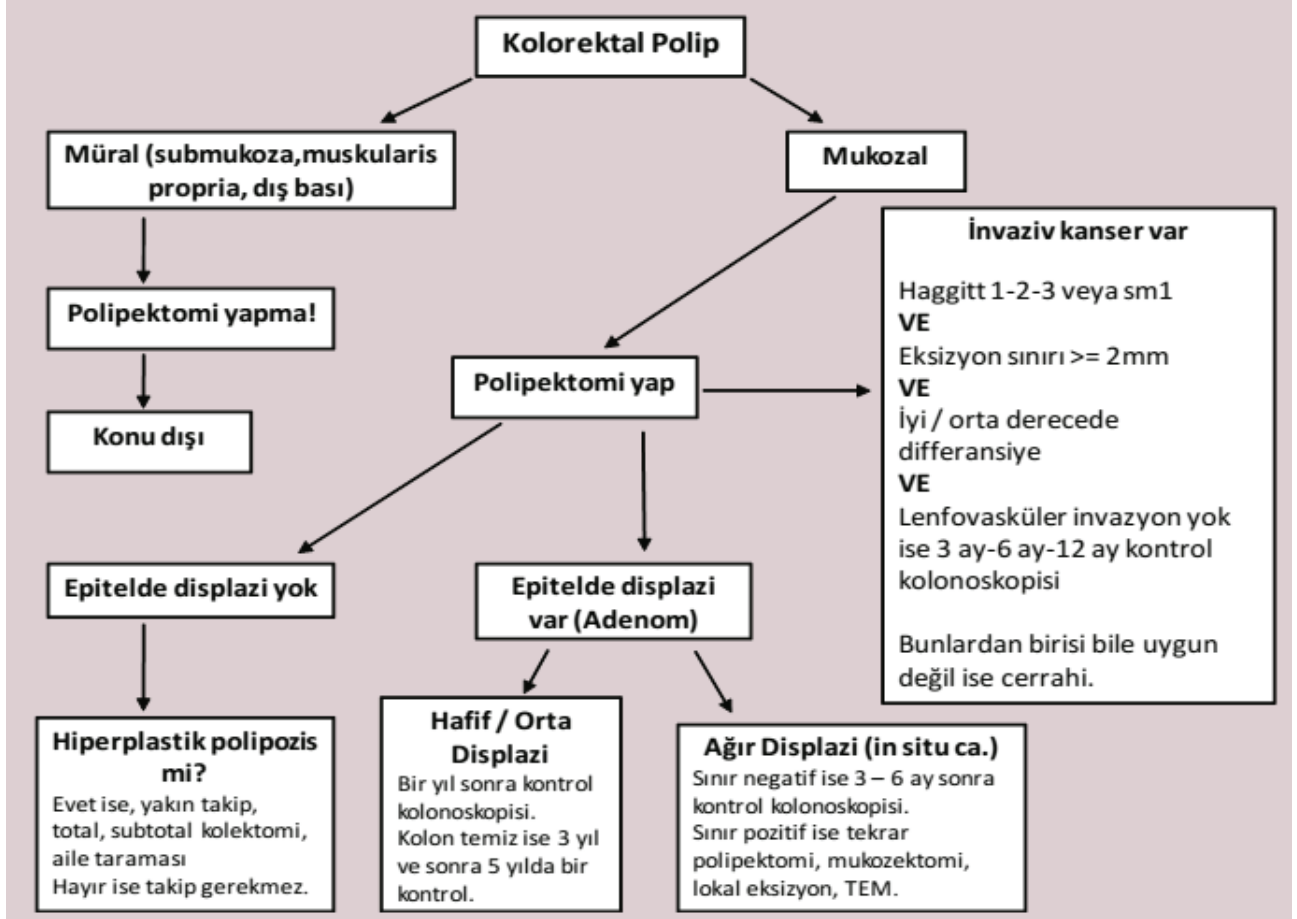 Kolorektal Polip
Müral (submukoza,muskularis
propria, dış bası)
Mukozal
Polipektomi yapma!
Konu dışı
Polipektomi yap
İnvaziv kanser var
Haggitt 1-2-3 veya sm1
VE
Eksizyon sınırı >= 2mm
VE
İyi / orta derecede
differansiye
VE
Lenfovasküler invazyon yok
ise 3 ay-6 ay-12 ay kontrol
kolonoskopisi
Bunlardan birisi bile uygun
değil ise cerrahi.
Epitelde displazi yok
Epitelde displazi
var (Adenom)
Hiperplastik polipozis
mi?
Evet ise, yakın takip,
total, subtotal kolektomi,
aile taraması
Hayır ise takip gerekmez.
Hafif / Orta
Displazi
Bir yıl sonra kontrol
kolonoskopisi.
Kolon temiz ise 3 yıl
ve sonra 5 yılda bir
kontrol.
Ağır Displazi (in situ ca.)
Sınır negatif ise 3 – 6 ay sonra
kontrol kolonoskopisi.
Sınır pozitif ise tekrar
polipektomi, mukozektomi,
lokal eksizyon, TEM.